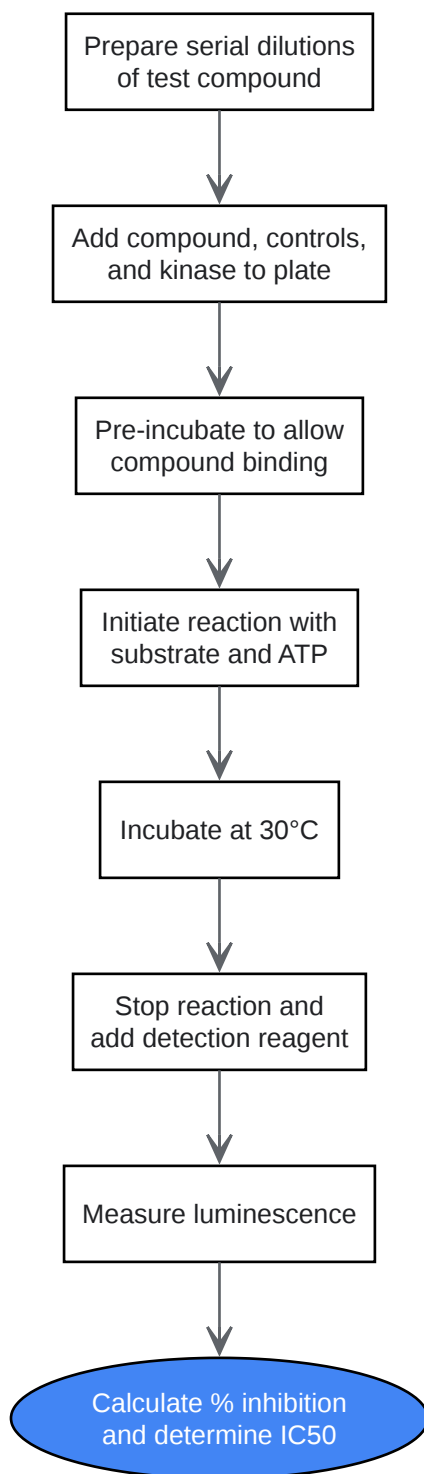 Prepare serial dilutions
of test compound
Add compound, controls,
and kinase to plate
Pre-incubate to allow
compound binding
Initiate reaction with
substrate and ATP
Incubate at 30°C
Stop reaction and
add detection reagent
Measure luminescence
Calculate % inhibition
and determine IC50